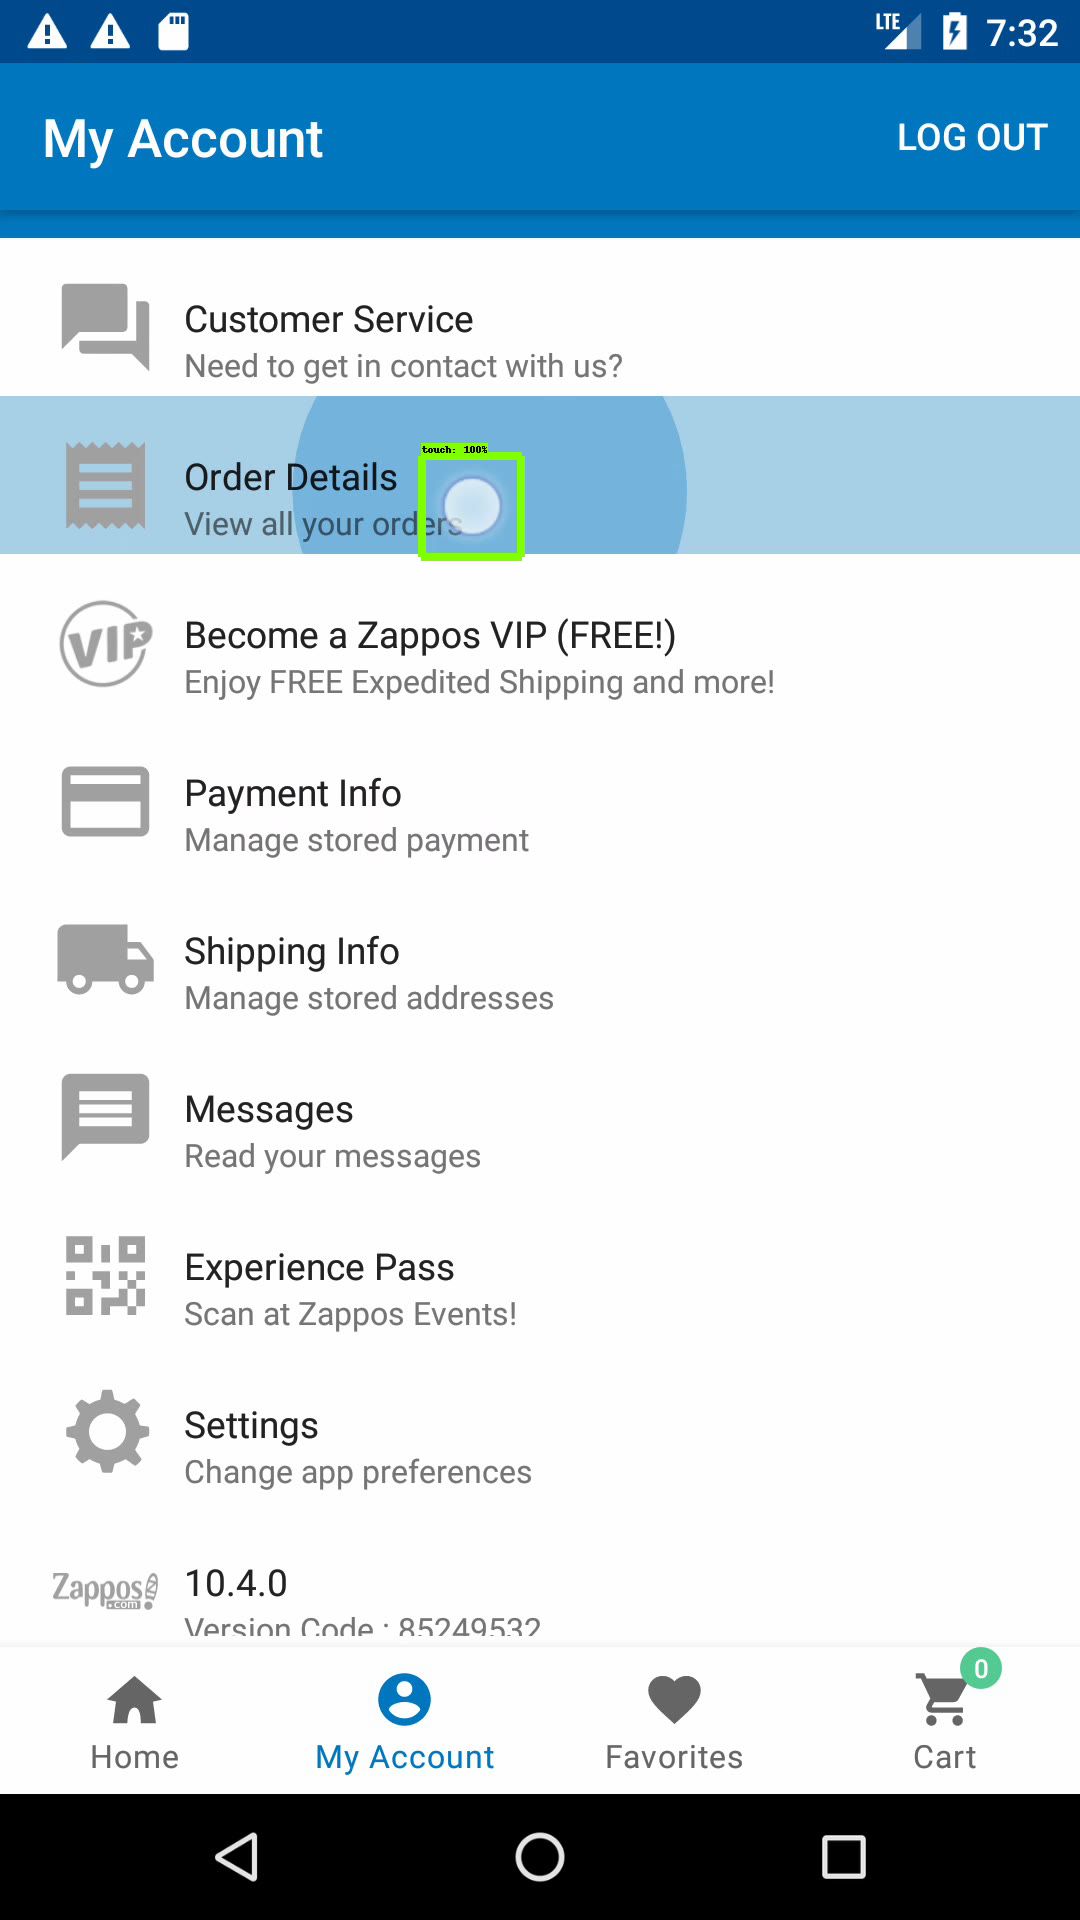 LTE 7:32
My Account LOG OUT
Customer Service
Need to get in contact with us?
touch: 100%
Order Details
View all your orders
VIP
Become a Zappos VIP (FREE!)
Enjoy FREE Expedited Shipping and more!
Payment Info
Manage stored payment
Shipping Info
Manage stored addresses
Messages
Read your messages
Experience Pass
Scan at Zappos Events!
Settings
Change app preferences
Zappos .com
10.4.0
Version Code : 85249532
0
Home My Account Favorites Cart